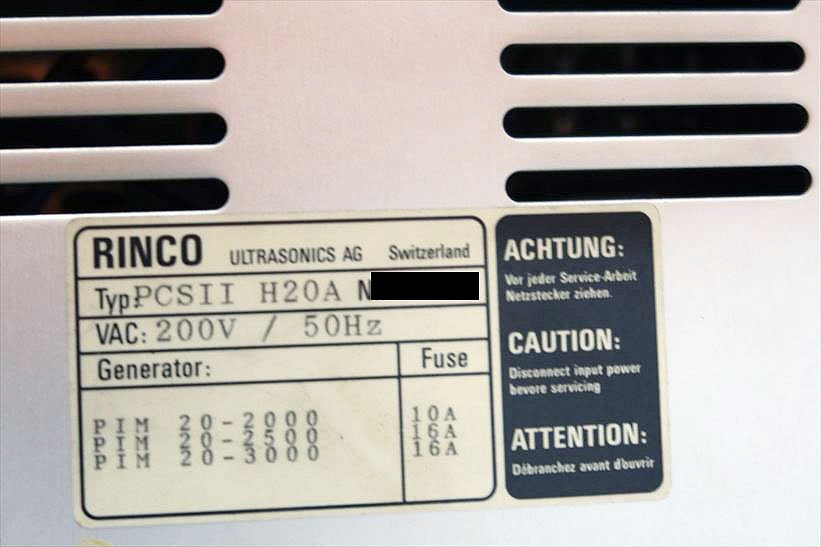 RINCO ULTRASONICS AG Switzerland
Typ: PCSII H20A N
VAC: 200V / 50Hz
Generator: Fuse
PIM 20-2000 10A
PIM 20-2500 16A
PIM 20-3000 16A
ACHTUNG:
Vor jeder Service-Arbeit
Netzstecker ziehen.
CAUTION:
Disconnect input power
bevore servicing
ATTENTION:
Débranchez avant d'ouvrir